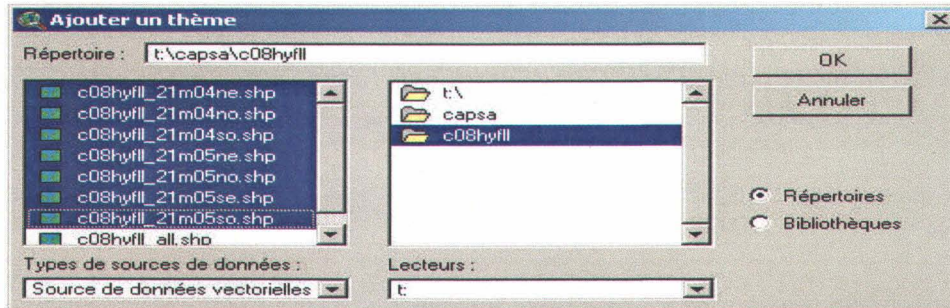 Ajouter un thème
Répertoire :
t:\capsa\c08hyfll
OK
Annuler
c08hyfll_21m04ne.shp
c08hyfll_21m04no.shp
c08hyfll_21m04so.shp
c08hyfll_21m05ne.shp
c08hyfll_21m05no.shp
c08hyfll_21m05se.shp
c08hyfll_21m05so.shp
c08hyfll_all.shp
t:\
capsa
c08hyfll
Répertoires
Bibliothèques
Types de sources de données :
Source de données vectorielles
Lecteurs :
t: